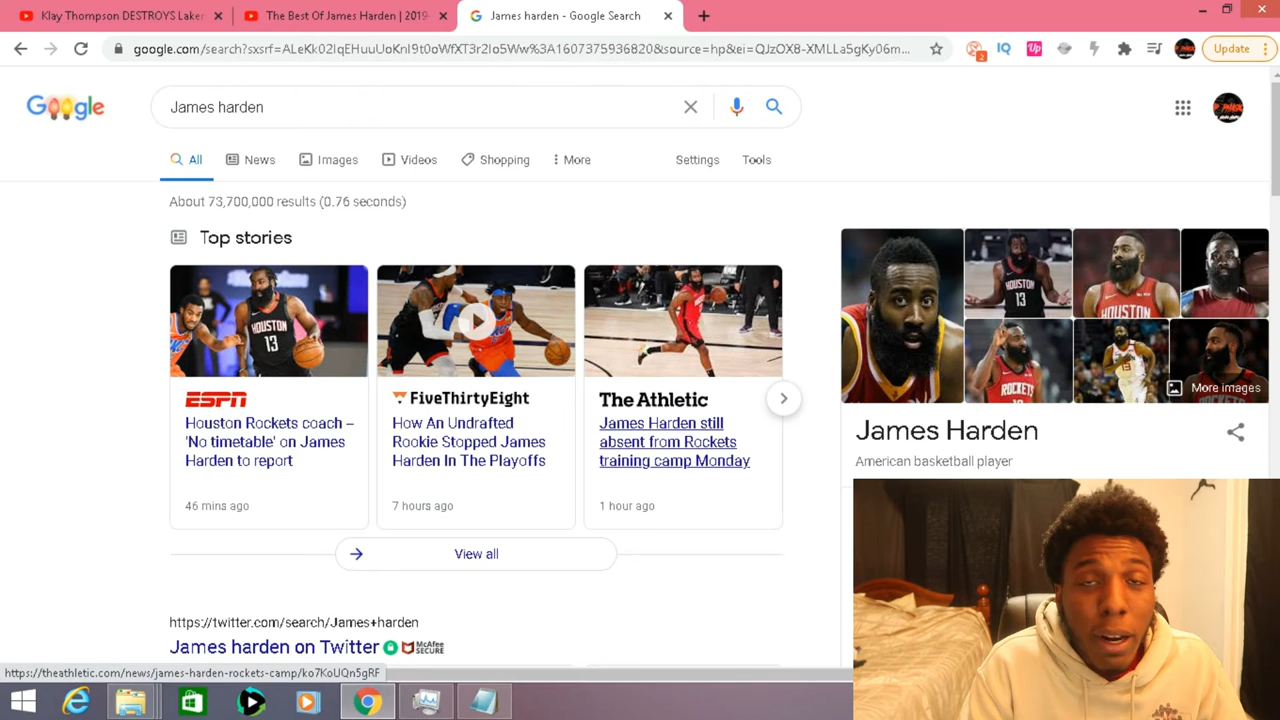 Klay Thompson DESTROYS Laker
The Best Of James Harden | 2019-
James harden - Google Search
google.com/search?sxsrf=ALeKk02IqEHuuUoKnI9t0oWfXT3r2Io5Ww%3A1607375936820&source=hp&ei=QJzOX8-XMLLa5gKy06m...
2
IQ
Up
Update
Google
James harden
All
News
Images
Videos
Shopping
More
Settings
Tools
About 73,700,000 results (0.76 seconds)
Top stories
HOUSTON
13
ESPN
Houston Rockets coach –
'No timetable' on James
Harden to report
46 mins ago
FiveThirtyEight
How An Undrafted
Rookie Stopped James
Harden In The Playoffs
7 hours ago
The Athletic
James Harden still
absent from Rockets
training camp Monday
1 hour ago
View all
https://twitter.com/search/James+harden
James harden on Twitter
McAfee
SECURE
HOUSTON
13
ROCKETS
13
More images
James Harden
American basketball player
https://theathletic.com/news/james-harden-rockets-camp/ko7KoUQn5gRF